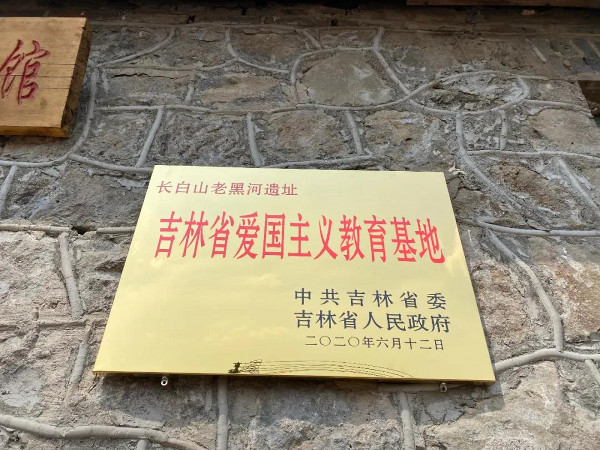 馆
长白山老黑河遗址
吉林省爱国主义教育基地
中共吉林省委
吉林省人民政府
二〇二〇年六月十二日